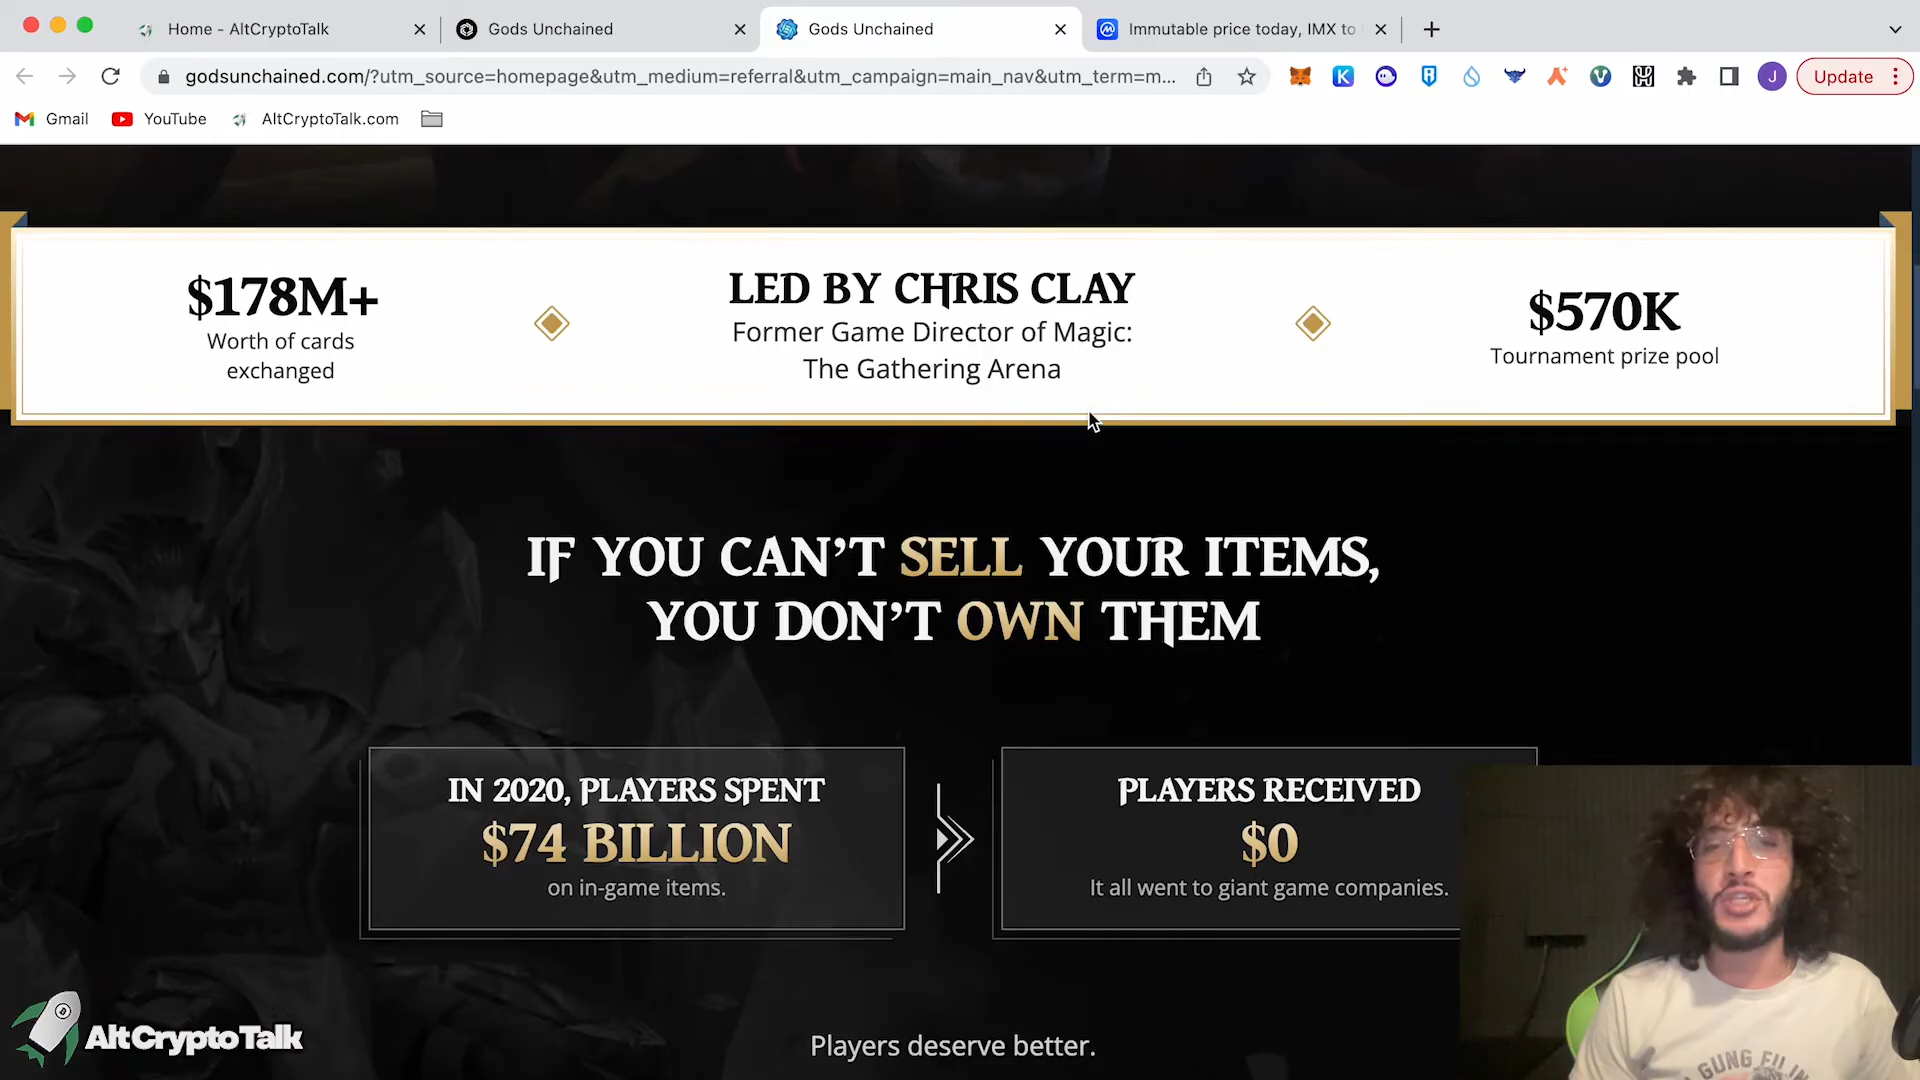 Home - AltCryptoTalk
Gods Unchained
Gods Unchained
Immutable price today, IMX to
godsunchained.com/?utm_source=homepage&utm_medium=referral&utm_campaign=main_nav&utm_term=m...
J
Update
Gmail
YouTube
AltCryptoTalk.com
$178M+
Worth of cards
exchanged
LED BY CHRIS CLAY
Former Game Director of Magic:
The Gathering Arena
$570K
Tournament prize pool
IF YOU CAN'T SELL YOUR ITEMS,
YOU DON'T OWN THEM
IN 2020, PLAYERS SPENT
$74 BILLION
on in-game items.
PLAYERS RECEIVED
$0
It all went to giant game companies.
Players deserve better.
AltCryptoTalk
GUNG FU IN